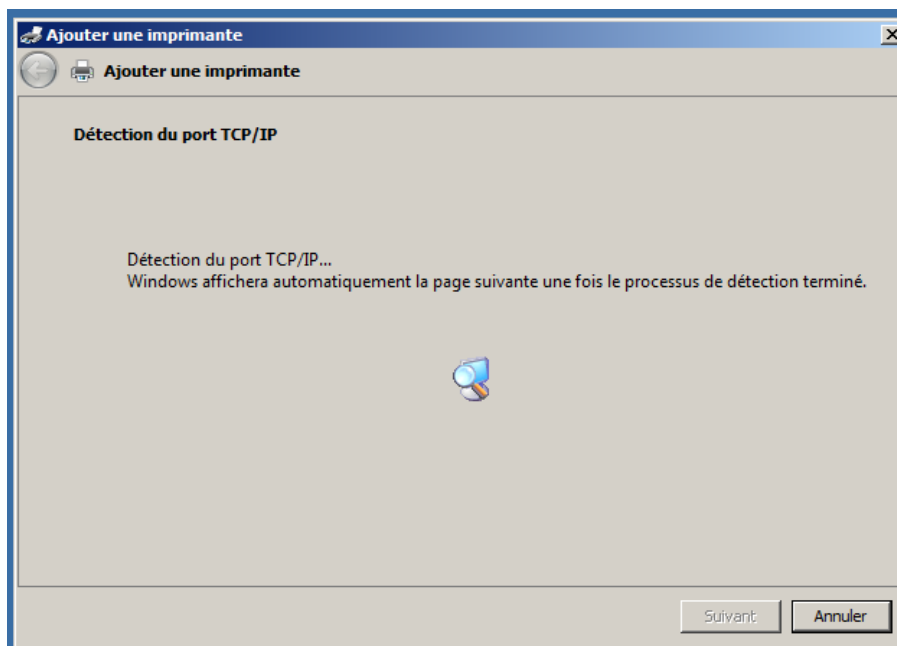 Ajouter une imprimante
Ajouter une imprimante
Détection du port TCP/IP
Détection du port TCP/IP...
Windows affichera automatiquement la page suivante une fois le processus de détection terminé.
Suivant
Annuler